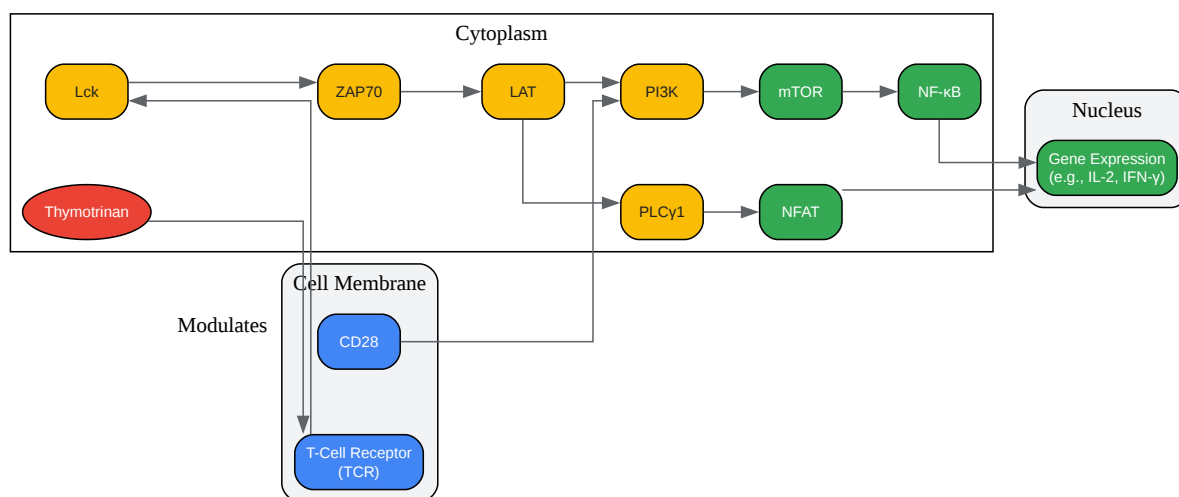 Cytoplasm
Lck
ZAP70
LAT
PI3K
mTOR
NF-κB
Nucleus
Gene Expression
(e.g., IL-2, IFN-γ)
Thymotrinan
PLCγ1
NFAT
Cell Membrane
Modulates
CD28
T-Cell Receptor
(TCR)